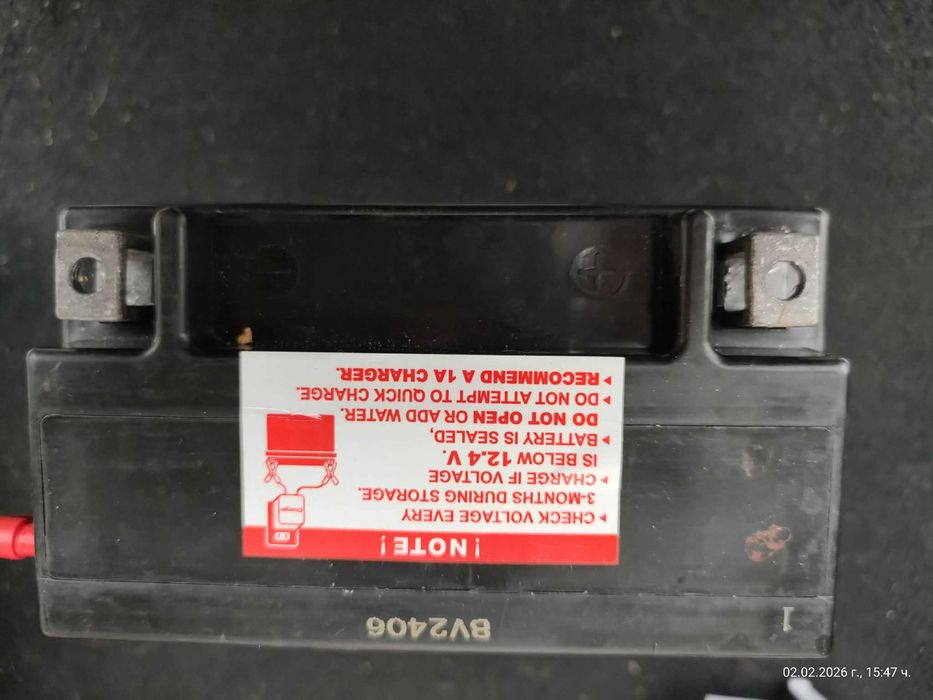 ! NOTE!
▸ CHECK VOLTAGE EVERY
3-MONTHS DURING STORAGE.
▸ CHARGE IF VOLTAGE
IS BELOW 12.4 V.
▸ BATTERY IS SEALED,
DO NOT OPEN OR ADD WATER.
▸ DO NOT ATTEMPT TO QUICK CHARGE.
▸ RECOMMEND A 1A CHARGER.
Charger
BV2406
1
02.02.2026 г., 15:47 ч.